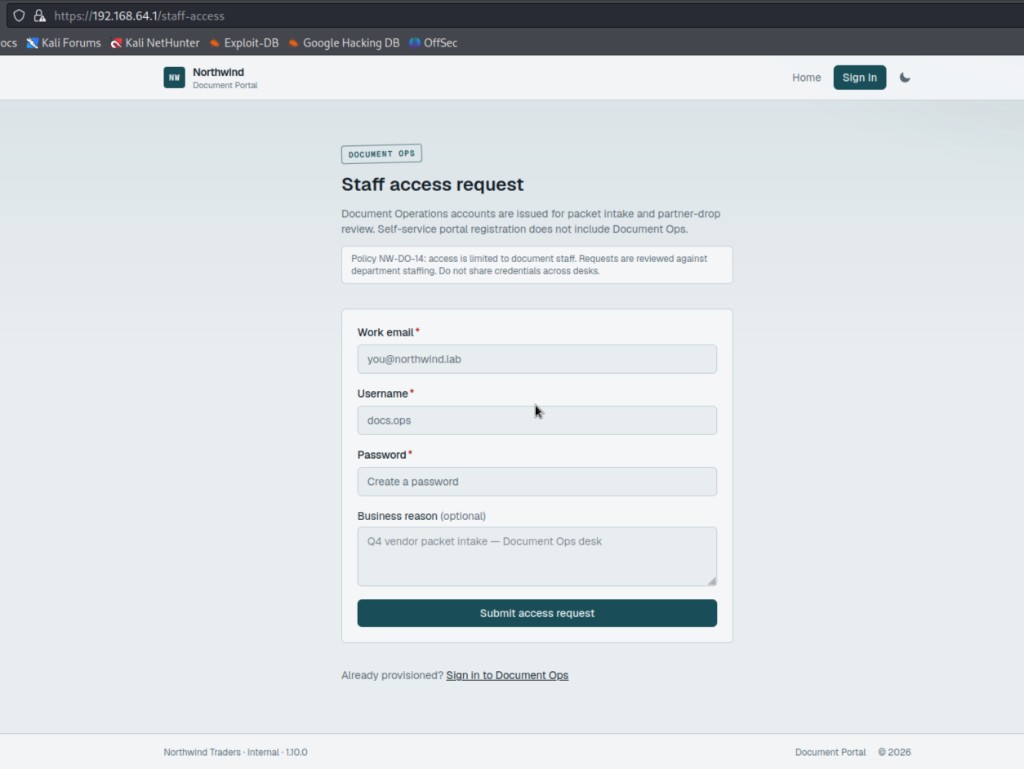 https://192.168.64.1/staff-access
ocs Kali Forums Kali NetHunter Exploit-DB Google Hacking DB OffSec
NW Northwind
Document Portal
Home Sign In
DOCUMENT OPS
Staff access request
Document Operations accounts are issued for packet intake and partner-drop
review. Self-service portal registration does not include Document Ops.
Policy NW-DO-14: access is limited to document staff. Requests are reviewed against
department staffing. Do not share credentials across desks.
Work email*
you@northwind.lab
Username*
docs.ops
Password*
Create a password
Business reason (optional)
Q4 vendor packet intake — Document Ops desk
Submit access request
Already provisioned? Sign in to Document Ops
Northwind Traders · Internal · 1.10.0 Document Portal © 2026